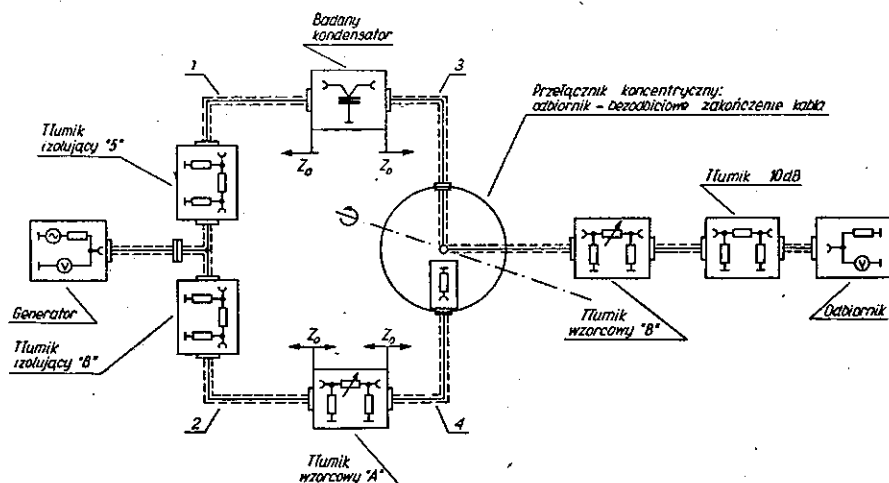 Badany
kondensator
1
3
Przełącznik koncentryczny:
odbiornik – bezodbiciowe zakończenie kabla
Tłumik
izolujący "5"
Z₀
Z₀
Tłumik 10dB
Generator
Tłumik
izolujący "B"
Z₀
Z₀
Tłumik
wzorcowy "B"
Odbiornik
2
4
Tłumik
wzorcowy "A"